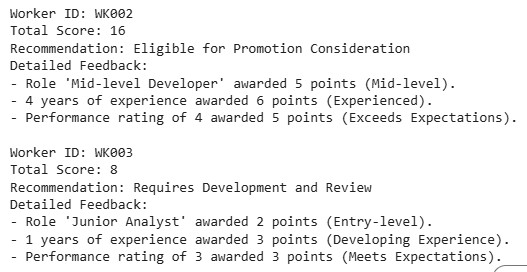 Worker ID: WK002
Total Score: 16
Recommendation: Eligible for Promotion Consideration
Detailed Feedback:
- Role 'Mid-level Developer' awarded 5 points (Mid-level).
- 4 years of experience awarded 6 points (Experienced).
- Performance rating of 4 awarded 5 points (Exceeds Expectations).

Worker ID: WK003
Total Score: 8
Recommendation: Requires Development and Review
Detailed Feedback:
- Role 'Junior Analyst' awarded 2 points (Entry-level).
- 1 years of experience awarded 3 points (Developing Experience).
- Performance rating of 3 awarded 3 points (Meets Expectations).